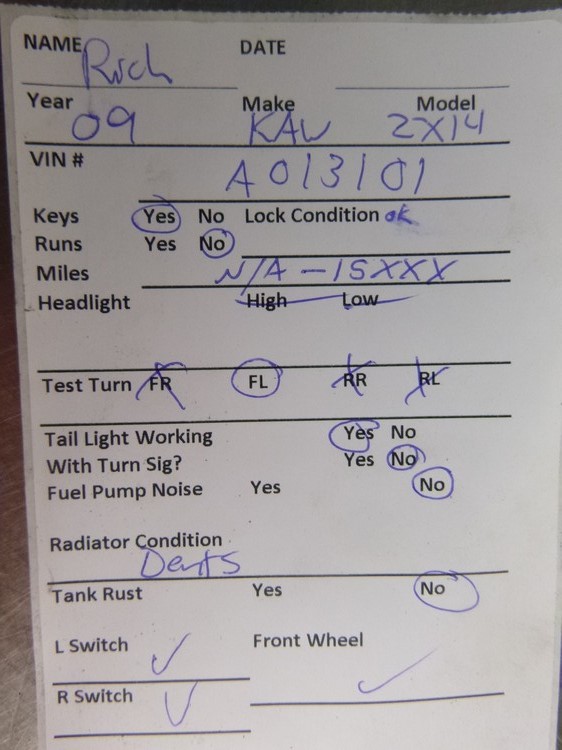 NAME Rich DATE
Year Make Model
09 KAW ZX14
VIN #
A013101
Keys Yes No Lock Condition ok
Runs Yes No
Miles N/A - 15XXX
Headlight High Low
Test Turn FR FL RR RL
Tail Light Working Yes No
With Turn Sig? Yes No
Fuel Pump Noise Yes No
Radiator Condition
Dents
Tank Rust Yes No
L Switch ✓ Front Wheel ✓
R Switch ✓